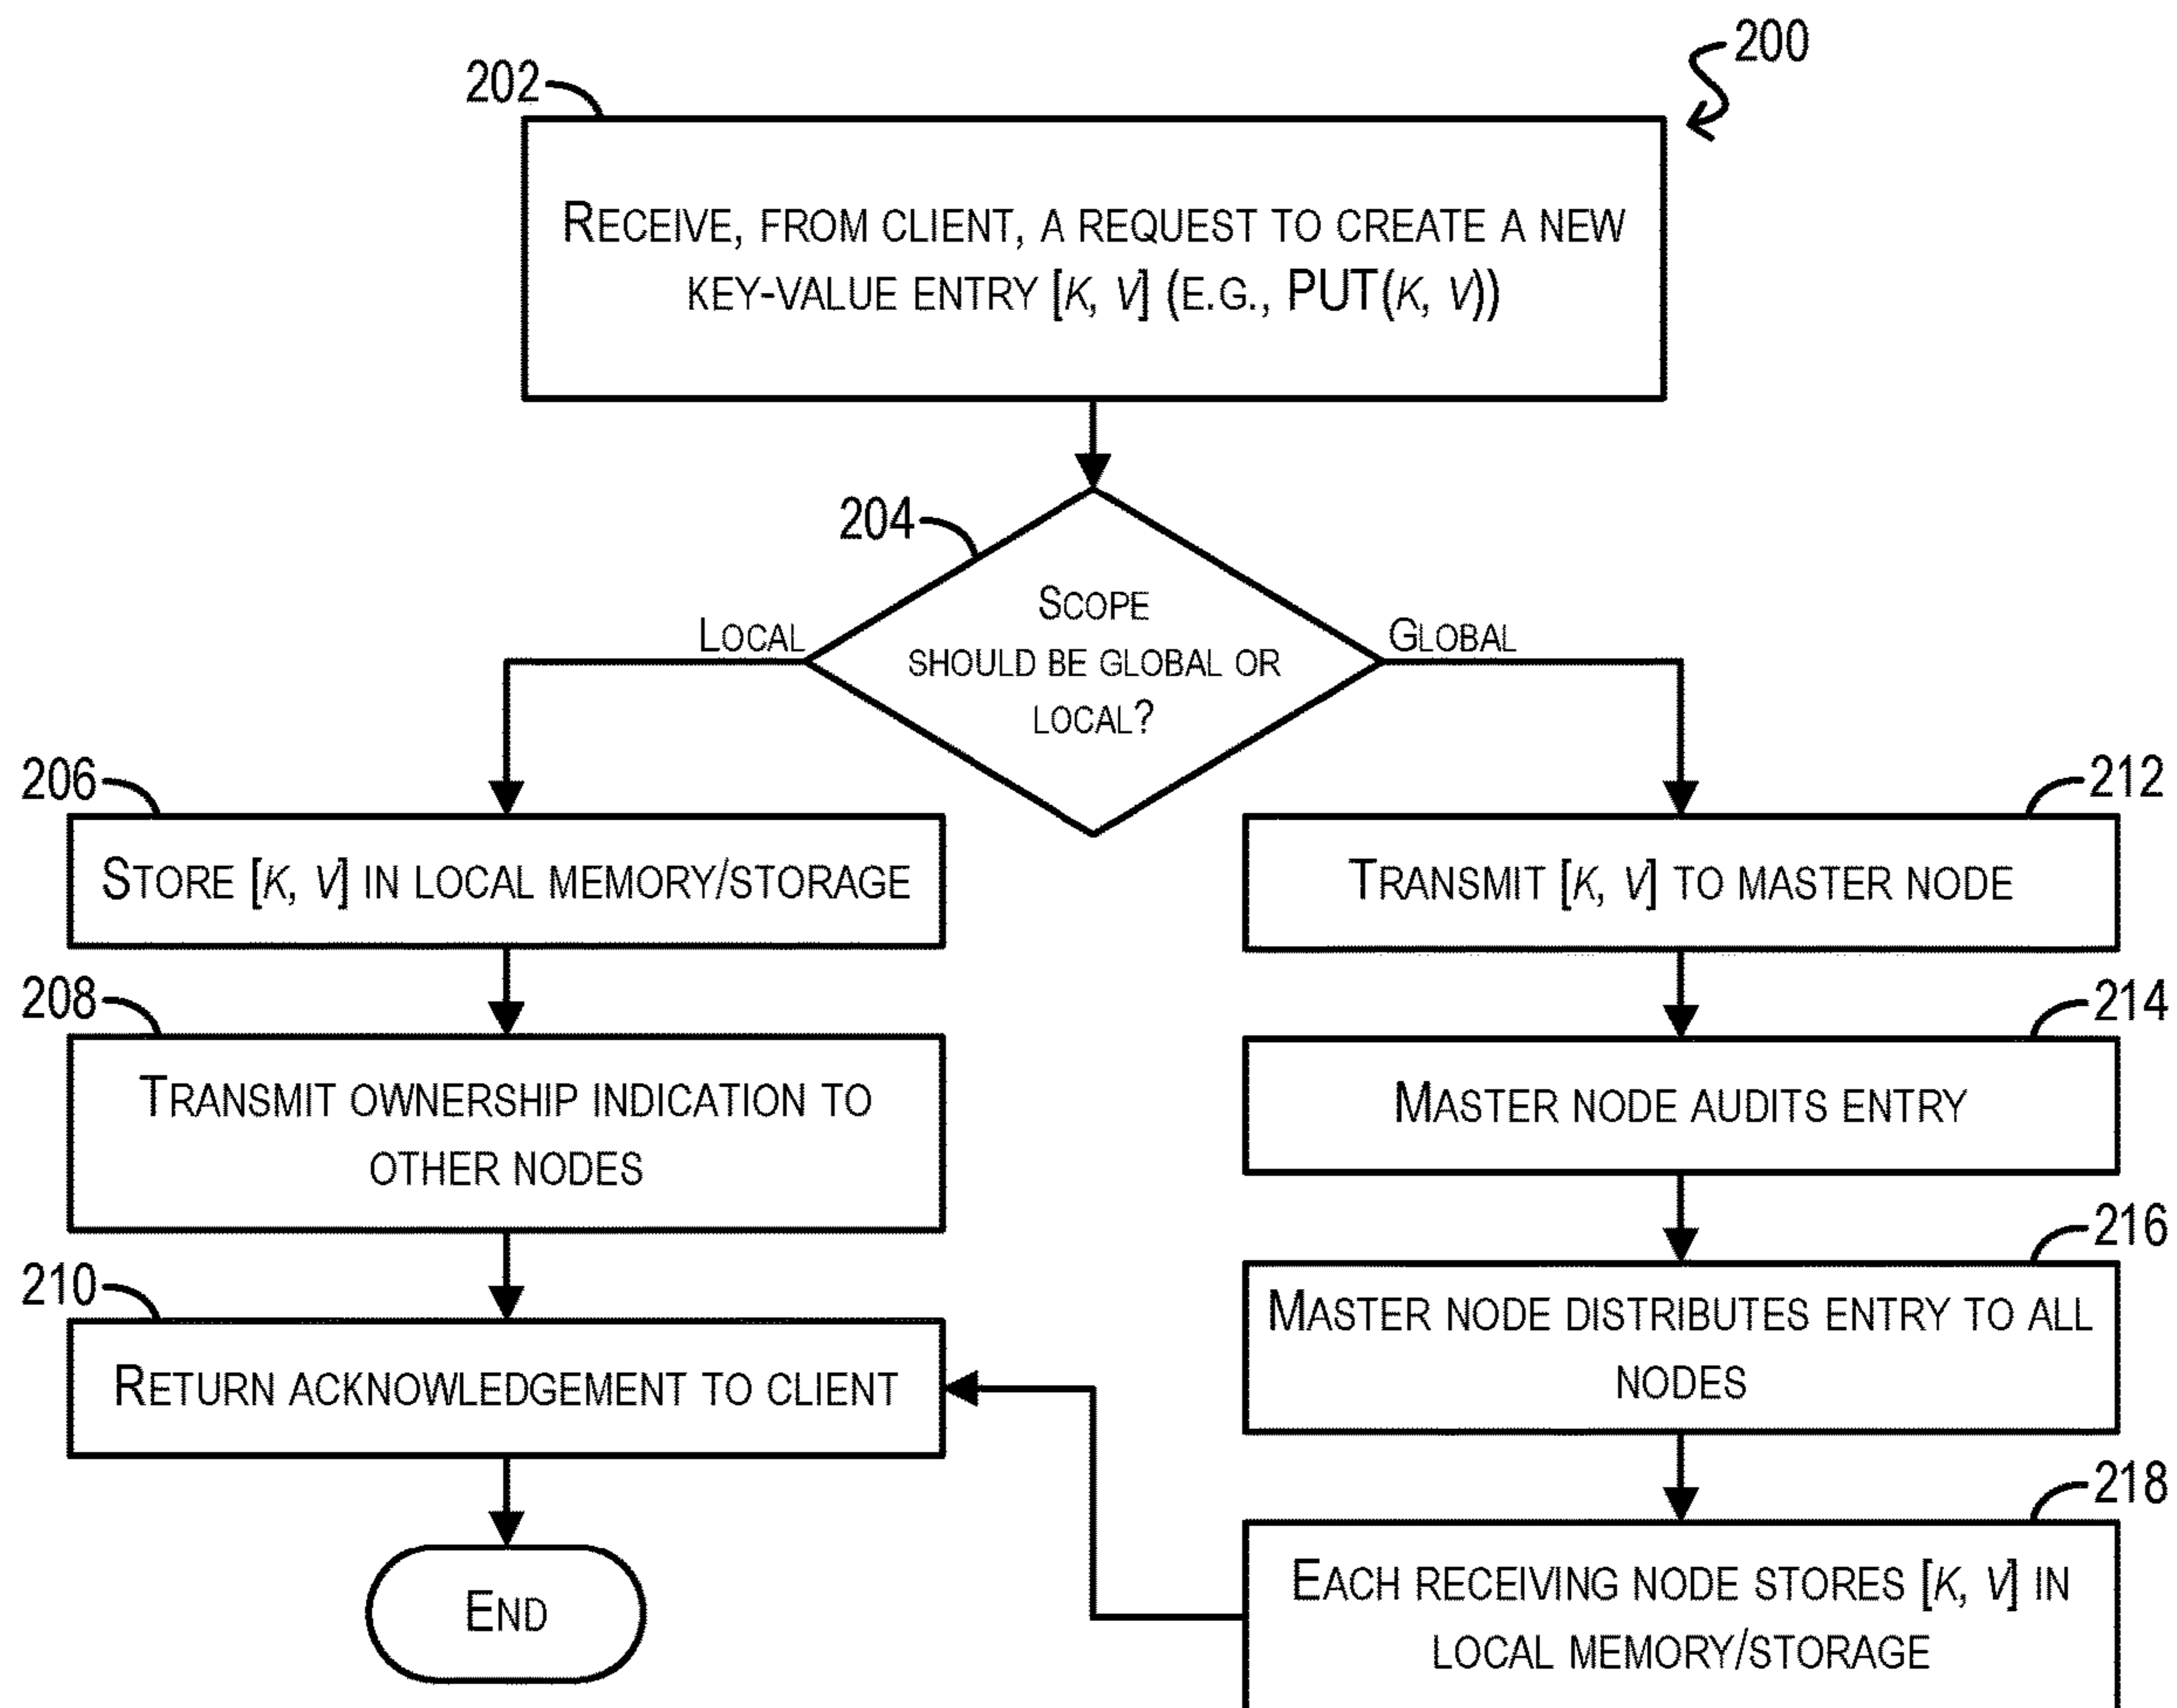 200
202
RECEIVE, FROM CLIENT, A REQUEST TO CREATE A NEW
KEY-VALUE ENTRY [K, V] (E.G., PUT(K, V))
204
SCOPE
SHOULD BE GLOBAL OR
LOCAL?
LOCAL
GLOBAL
206
STORE [K, V] IN LOCAL MEMORY/STORAGE
208
TRANSMIT OWNERSHIP INDICATION TO
OTHER NODES
210
RETURN ACKNOWLEDGEMENT TO CLIENT
END
212
TRANSMIT [K, V] TO MASTER NODE
214
MASTER NODE AUDITS ENTRY
216
MASTER NODE DISTRIBUTES ENTRY TO ALL
NODES
218
EACH RECEIVING NODE STORES [K, V] IN
LOCAL MEMORY/STORAGE